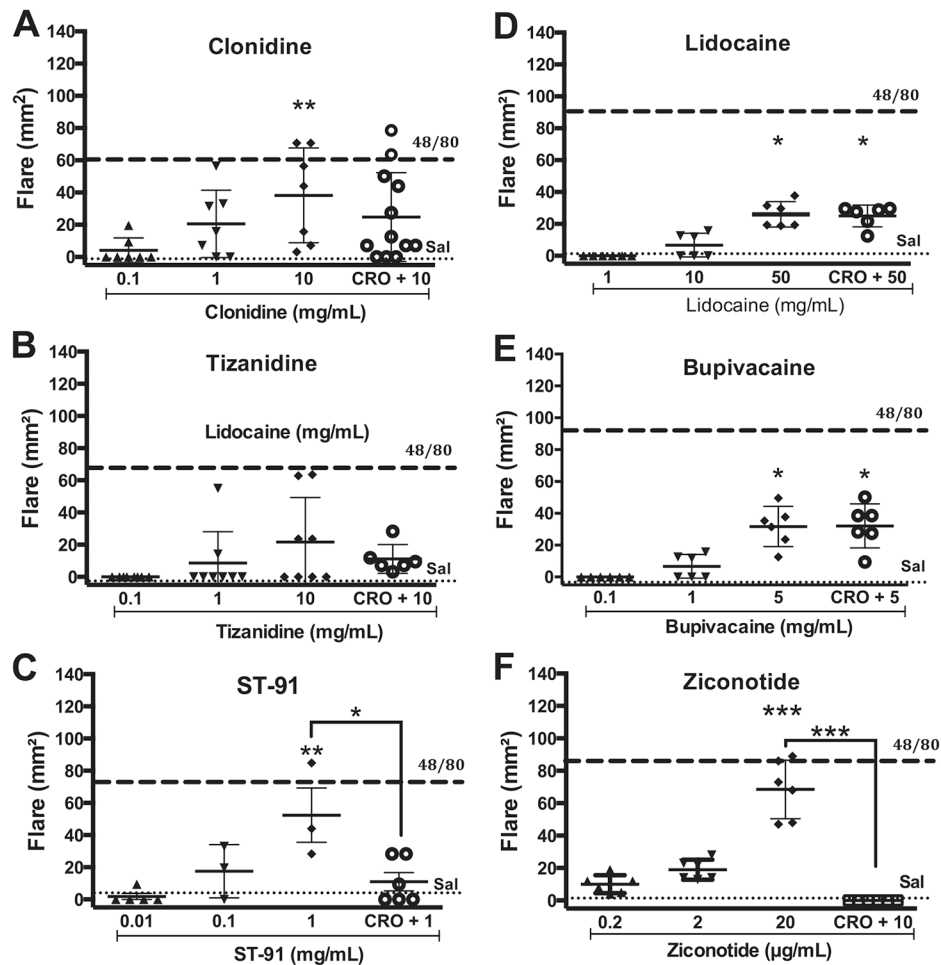 A
Clonidine
Flare (mm²)
140
120
100
80
60
40
20
0
**
48/80
Sal
0.1 1 10 CRO + 10
Clonidine (mg/mL)
B
Tizanidine
Lidocaine (mg/mL)
Flare (mm²)
140
120
100
80
60
40
20
0
48/80
Sal
0.1 1 10 CRO + 10
Tizanidine (mg/mL)
C
ST-91
Flare (mm²)
140
120
100
80
60
40
20
0
*
**
48/80
Sal
0.01 0.1 1 CRO + 1
ST-91 (mg/mL)
D
Lidocaine
Flare (mm²)
140
120
100
80
60
40
20
0
48/80
* *
Sal
1 10 50 CRO + 50
Lidocaine (mg/mL)
E
Bupivacaine
Flare (mm²)
140
120
100
80
60
40
20
0
48/80
* *
Sal
0.1 1 5 CRO + 5
Bupivacaine (mg/mL)
F
Ziconotide
Flare (mm²)
140
120
100
80
60
40
20
0
***
***
48/80
Sal
0.2 2 20 CRO + 10
Ziconotide (µg/mL)